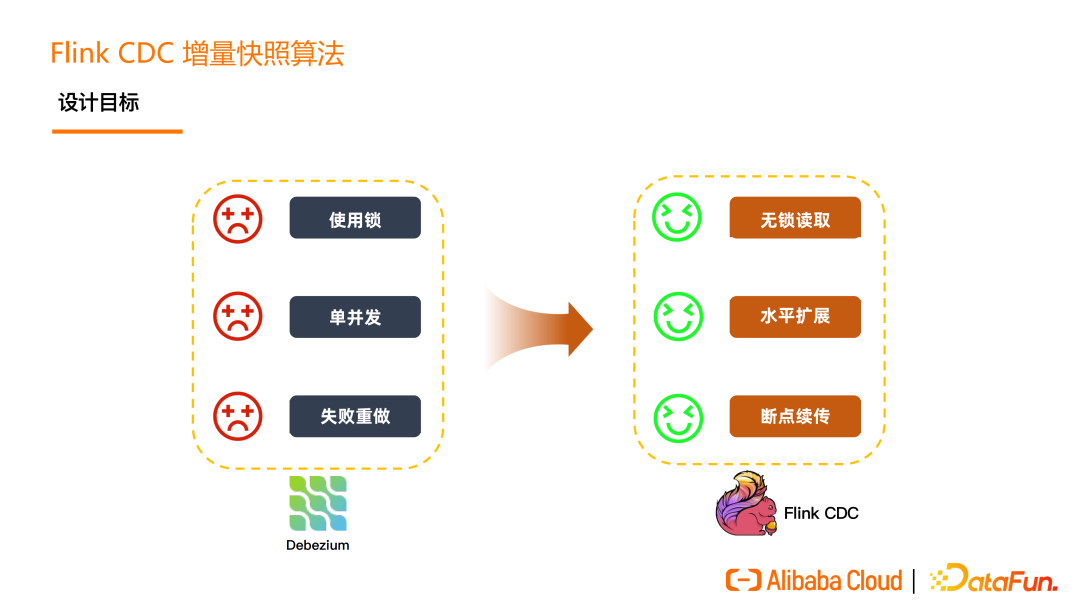 Flink CDC 增量快照算法
设计目标
使用锁
单并发
失败重做
Debezium
无锁读取
水平扩展
断点续传
Flink CDC
Alibaba Cloud | DataFun.